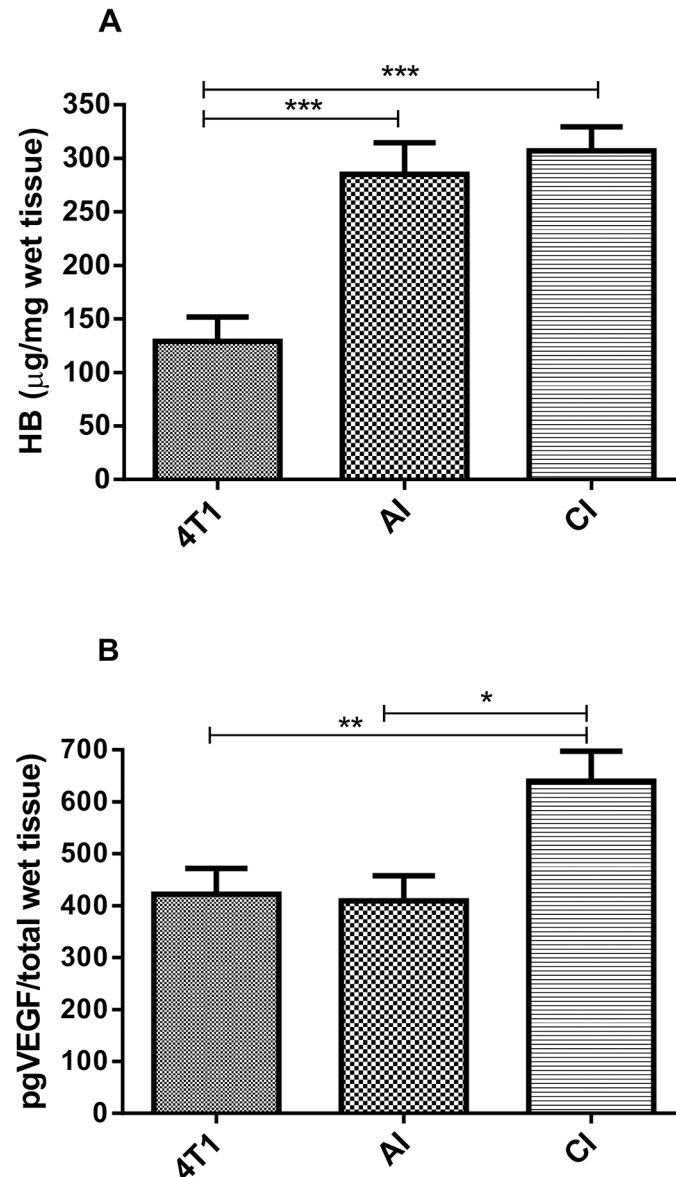 A
***
***
350
300
250
200
150
100
50
0
HB (μg/mg wet tissue)
4T1
AI
CI
B
*
**
700
600
500
400
300
200
100
0
pgVEGF/total wet tissue)
4T1
AI
CI